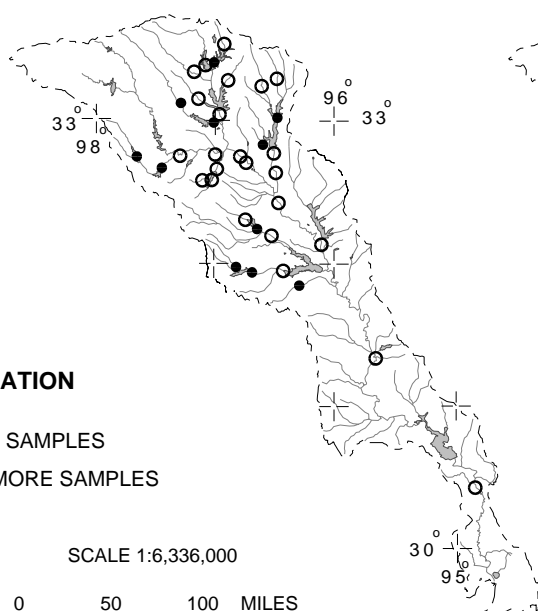 96°
33°
33°
98
ATION
SAMPLES
MORE SAMPLES
SCALE 1:6,336,000
30°
95°
0 50 100 MILES